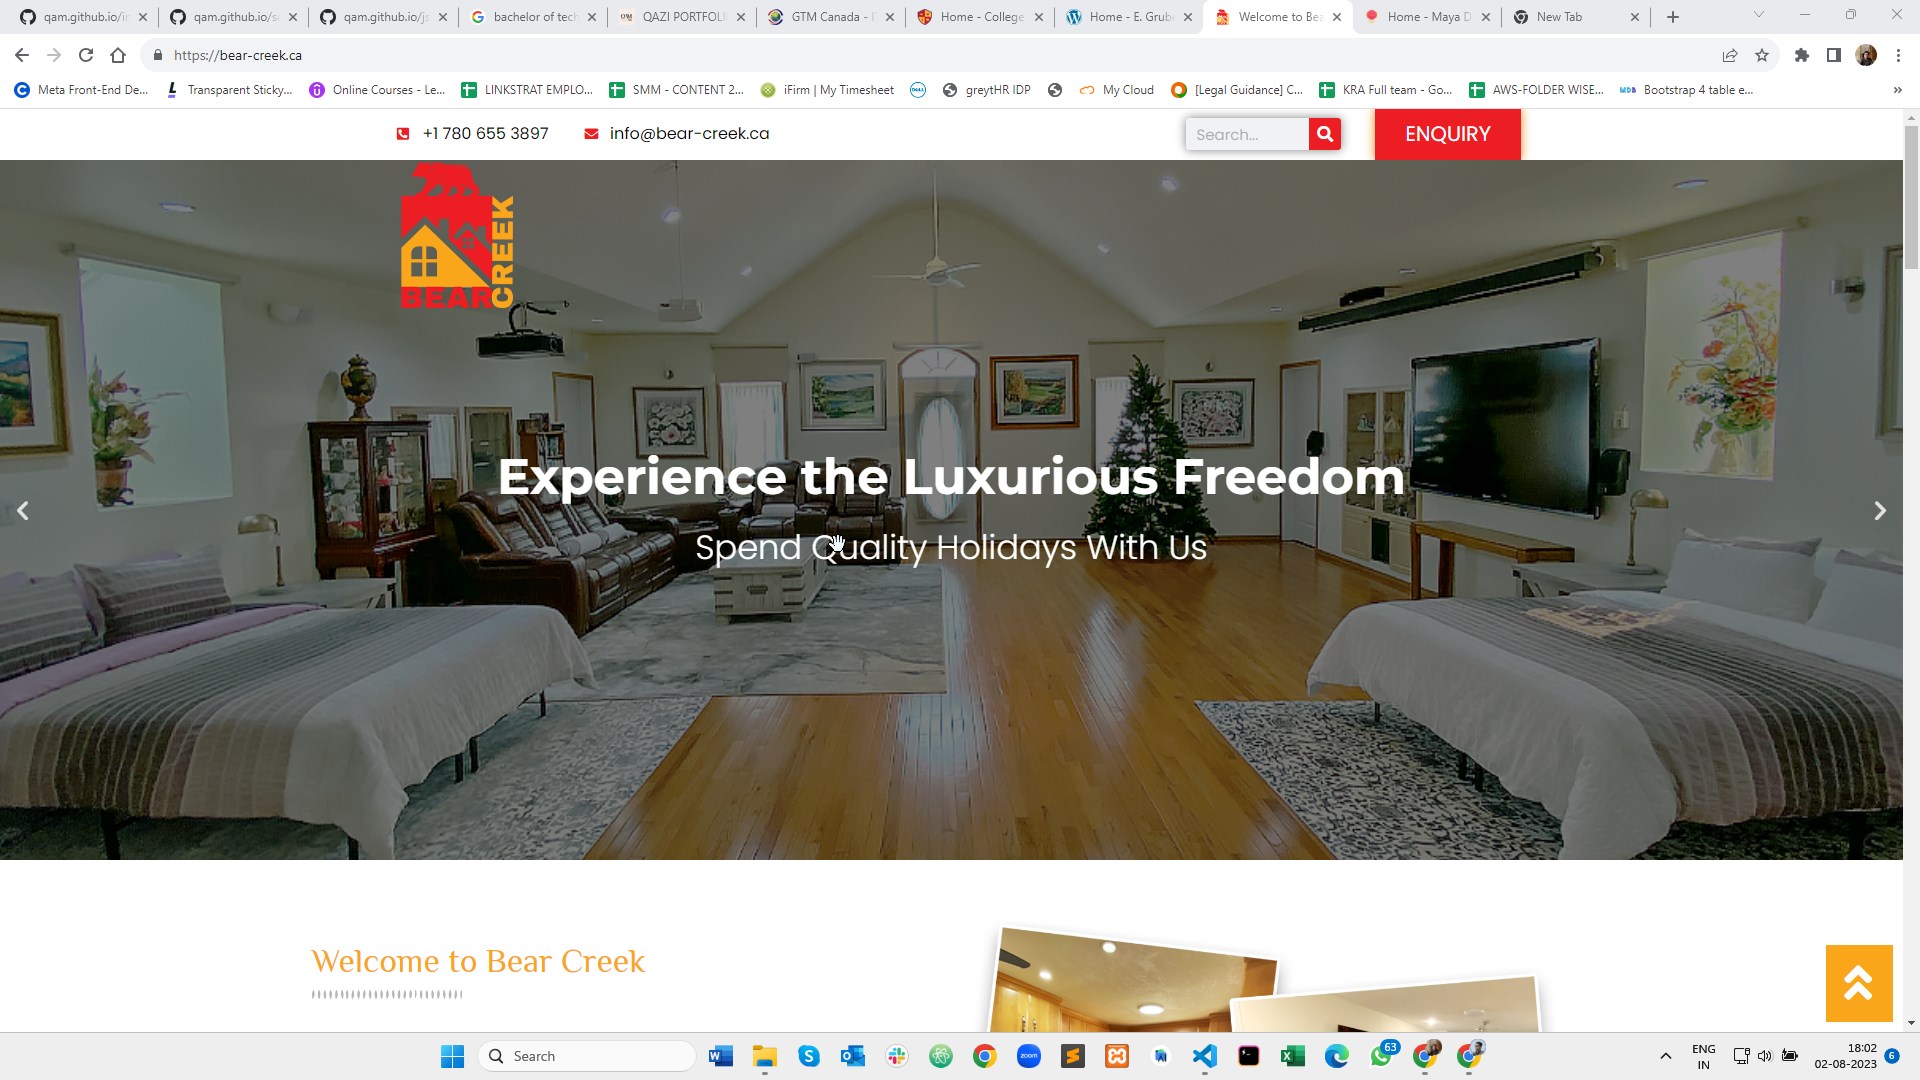 qam.github.io/in
qam.github.io/s
qam.github.io/js
bachelor of tech
QAZI PORTFOLI
GTM Canada - I
Home - College
Home - E. Grub
Welcome to Bea
Home - Maya D
New Tab
https://bear-creek.ca
Meta Front-End De...
Transparent Sticky...
Online Courses - Le...
LINKSTRAT EMPLO...
SMM - CONTENT 2...
iFirm | My Timesheet
greytHR IDP
My Cloud
[Legal Guidance] C...
KRA Full team - Go...
AWS-FOLDER WISE...
Bootstrap 4 table e...
+1 780 655 3897
info@bear-creek.ca
Search...
ENQUIRY
BEAR
CREEK
Experience the Luxurious Freedom
Spend Quality Holidays With Us
Welcome to Bear Creek
Search
zoom
63
ENG
IN
18:02
02-08-2023
6